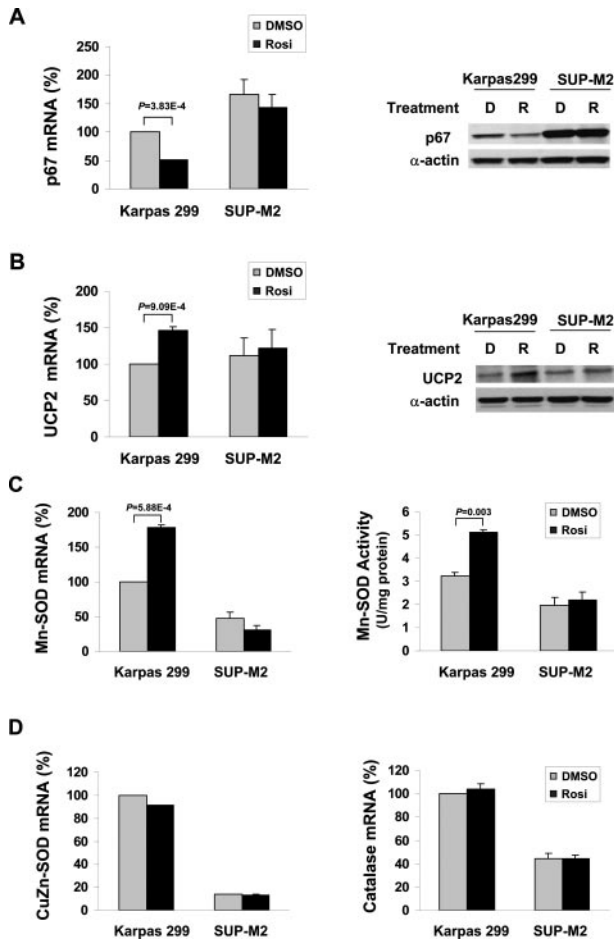 A
DMSO
Rosi
p67 mRNA (%)
200
150
100
50
0
P=3.83E-4
Karpas 299 SUP-M2
Karpas299 SUP-M2
Treatment D R D R
p67
α-actin
B
DMSO
Rosi
UCP2 mRNA (%)
200
150
100
50
0
P=9.09E-4
Karpas 299 SUP-M2
Karpas299 SUP-M2
Treatment D R D R
UCP2
α-actin
C
Mn-SOD mRNA (%)
200
150
100
50
0
P=5.88E-4
Karpas 299 SUP-M2
Mn-SOD Activity
(U/mg protein)
6
5
4
3
2
1
0
P=0.003
DMSO
Rosi
Karpas 299 SUP-M2
D
CuZn-SOD mRNA (%)
120
100
80
60
40
20
0
Karpas 299 SUP-M2
Catalase mRNA (%)
120
100
80
60
40
20
0
DMSO
Rosi
Karpas 299 SUP-M2